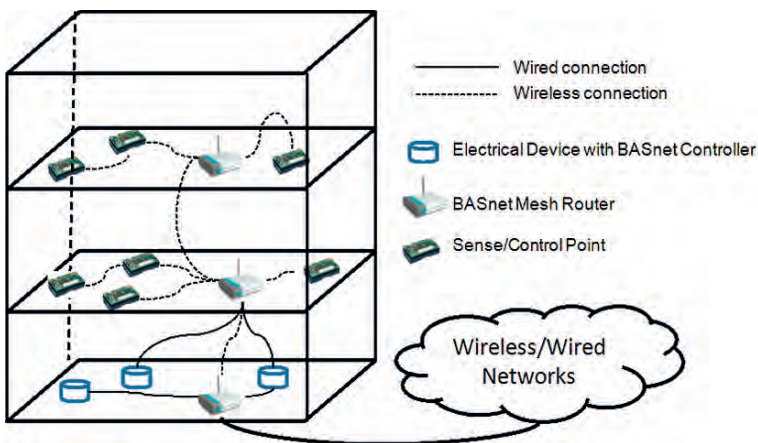 Wired connection
Wireless connection
Electrical Device with BASnet Controller
BASnet Mesh Router
Sense/Control Point
Wireless/Wired
Networks